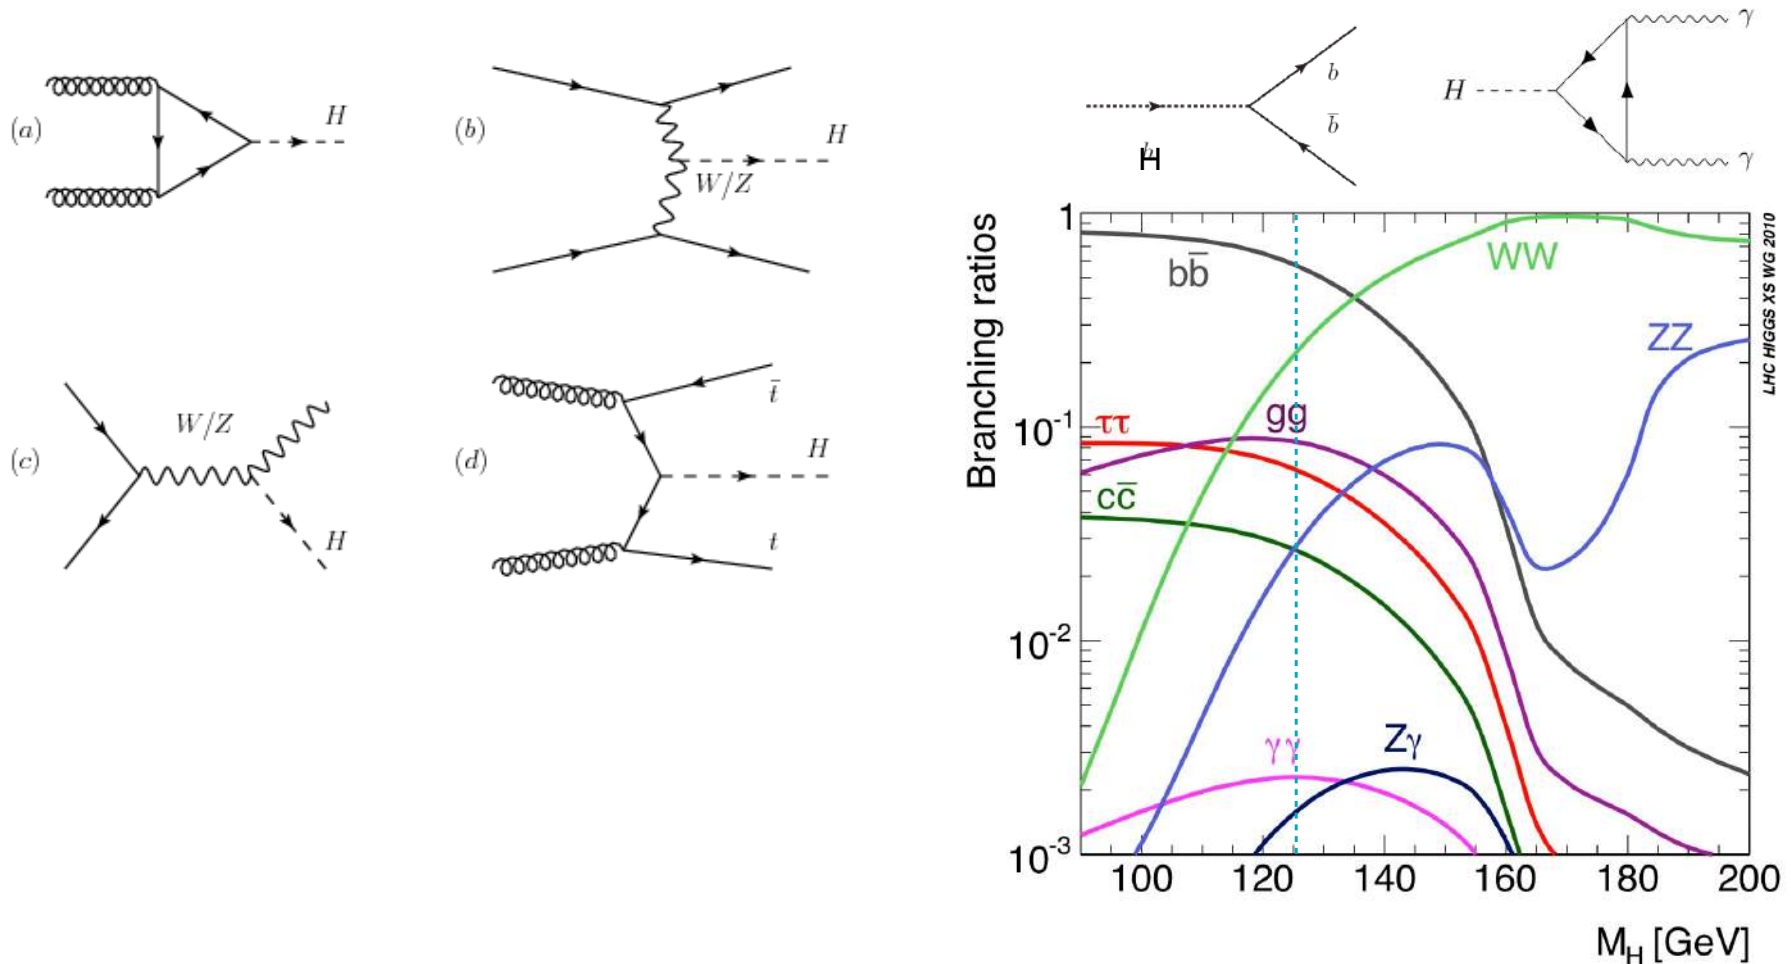 (a)
H
(b)
W/Z
H
(c)
W/Z
H
(d)
t̄
H
t
b
b̄
H
H
γ
γ
Branching ratios
1
10⁻¹
10⁻²
10⁻³
bb̄
WW
ZZ
ττ
gg
cc̄
γγ
Zγ
100 120 140 160 180 200
M_H [GeV]
LHC HIGGS XS WG 2010